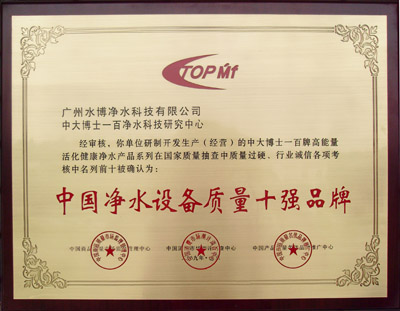 TOPMf
广州水博净水科技有限公司
中大博士一百净水科技研究中心
经审核，你单位研制开发生产（经营）的中大博士一百牌高能量
活化健康净水产品系列在国家质量抽查中质量过硬、行业诚信各项考
核中名列前十被确认为：
中国净水设备质量十强品牌